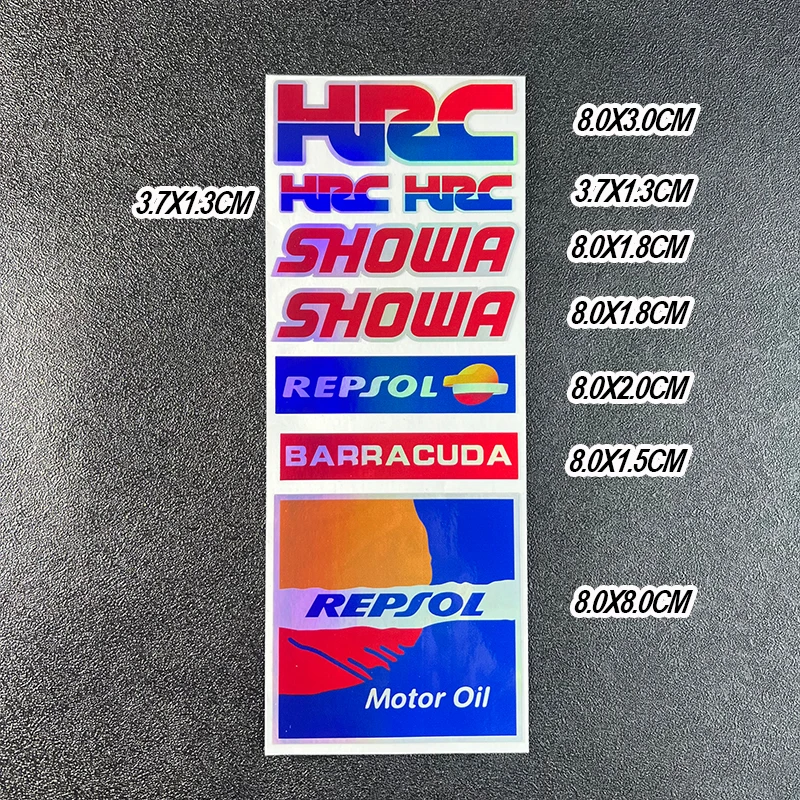 HRC
8.0X3.0CM
3.7X1.3CM
HRC HRC
3.7X1.3CM
SHOWA
8.0X1.8CM
SHOWA
8.0X1.8CM
REPSOL
8.0X2.0CM
BARRACUDA
8.0X1.5CM
REPSOL
8.0X8.0CM
Motor Oil